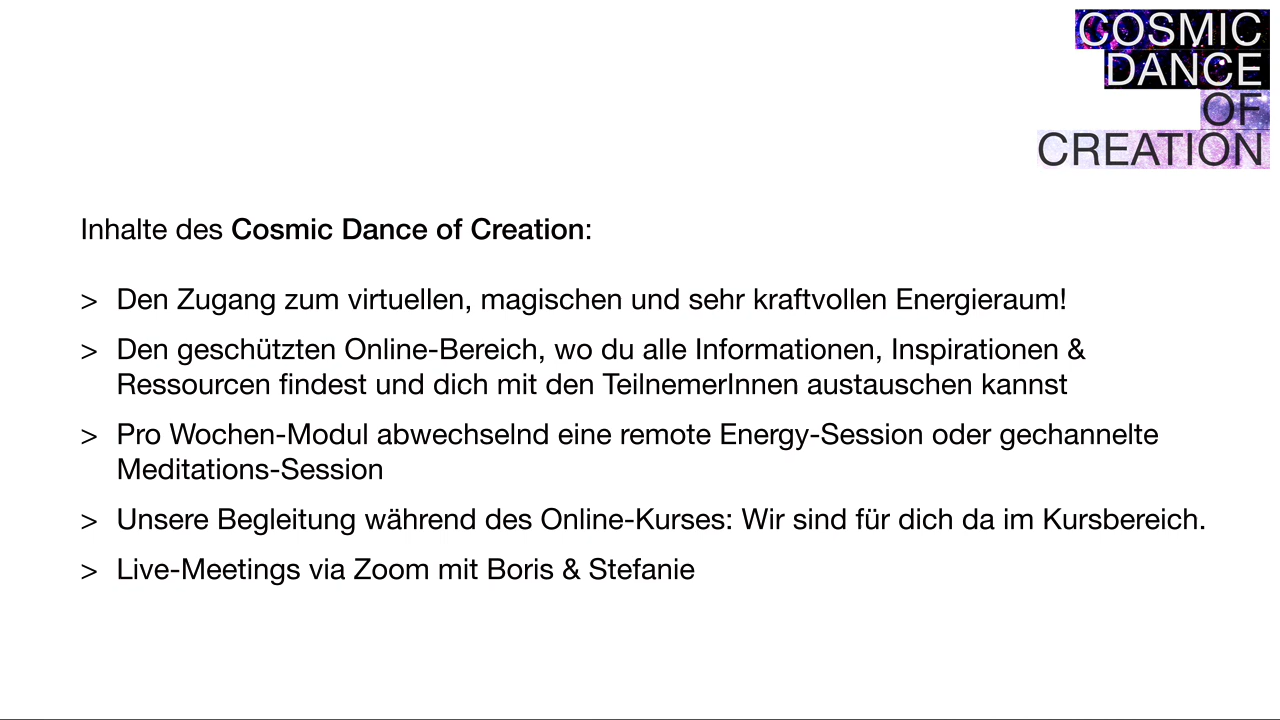 COSMIC
DANCE
OF
CREATION
Inhalte des Cosmic Dance of Creation:
> Den Zugang zum virtuellen, magischen und sehr kraftvollen Energieraum!
> Den geschützten Online-Bereich, wo du alle Informationen, Inspirationen &
Ressourcen findest und dich mit den TeilnemerInnen austauschen kannst
> Pro Wochen-Modul abwechselnd eine remote Energy-Session oder gechannelte
Meditations-Session
> Unsere Begleitung während des Online-Kurses: Wir sind für dich da im Kursbereich.
> Live-Meetings via Zoom mit Boris & Stefanie